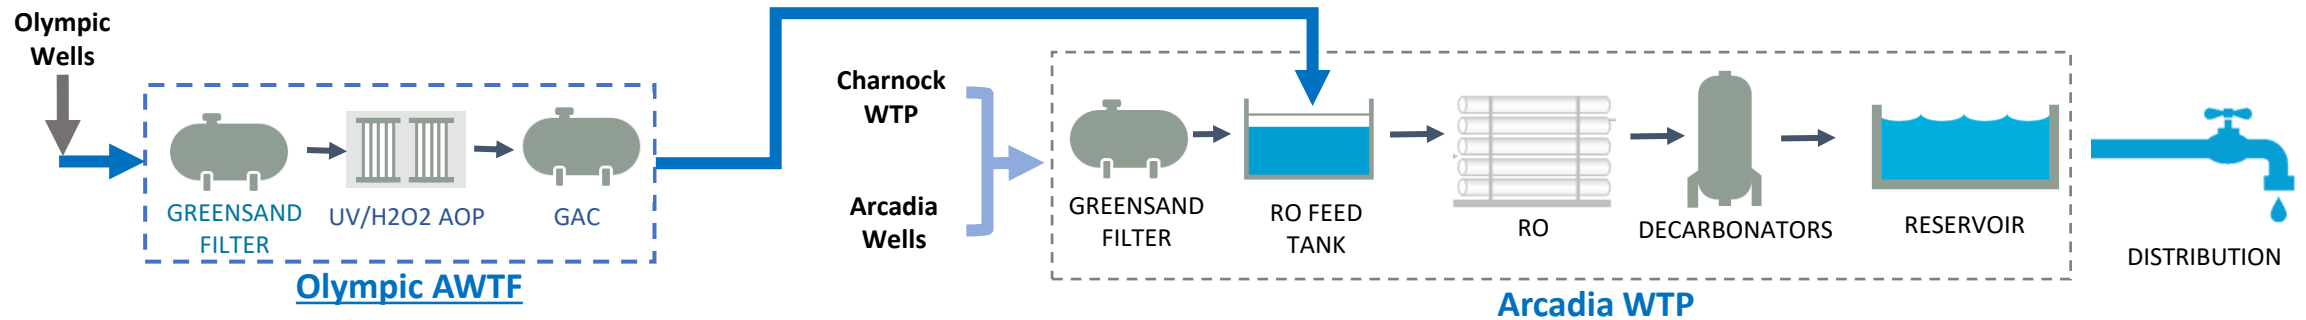 Olympic
Wells
GREENSAND
FILTER
UV/H2O2 AOP
GAC
Olympic AWTF
Charnock
WTP
Arcadia
Wells
GREENSAND
FILTER
RO FEED
TANK
RO
DECARBONATORS
RESERVOIR
Arcadia WTP
DISTRIBUTION